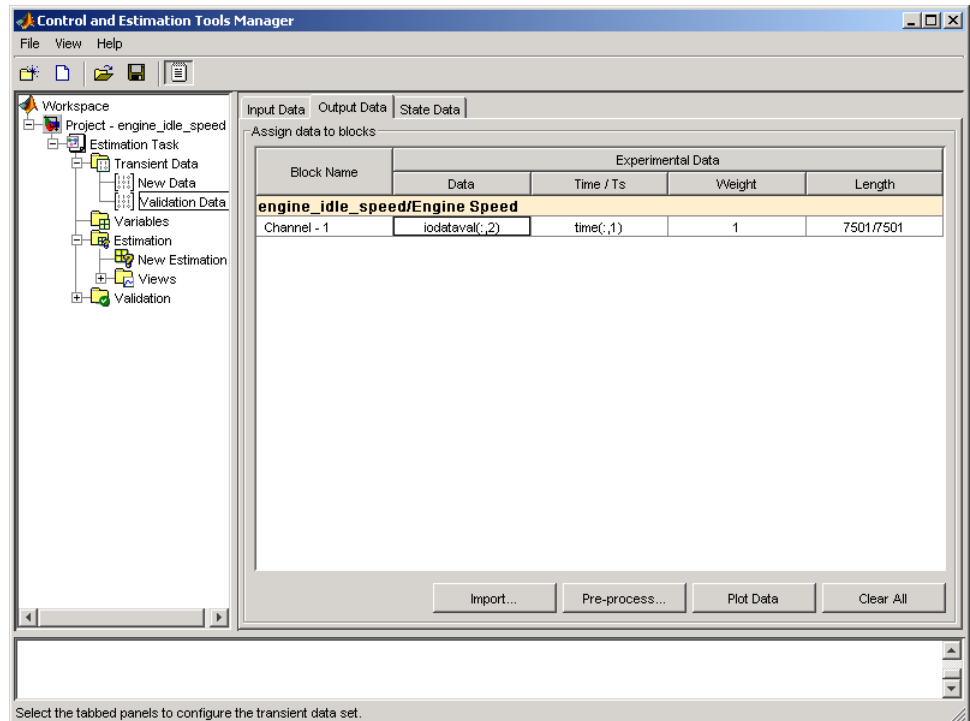 Control and Estimation Tools Manager
File View Help
Workspace
Project - engine_idle_speed
Estimation Task
Transient Data
New Data
Validation Data
Variables
Estimation
New Estimation
Views
Validation
Input Data Output Data State Data
Assign data to blocks
Block Name Experimental Data
Data Time / Ts Weight Length
engine_idle_speed/Engine Speed
Channel - 1 iodataval(:,2) time(:,1) 1 7501/7501
Import... Pre-process... Plot Data Clear All
Select the tabbed panels to configure the transient data set.